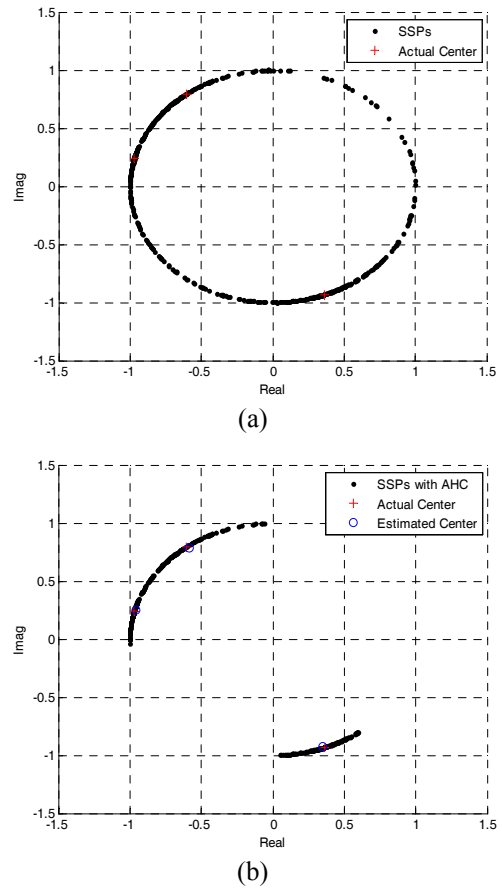 1.5
SSPs
Actual Center
1
0.5
0
-0.5
-1
-1.5
Imag
-1.5 -1 -0.5 0 0.5 1 1.5
Real
(a)
1.5
SSPs with AHC
Actual Center
Estimated Center
1
0.5
0
-0.5
-1
-1.5
Imag
-1.5 -1 -0.5 0 0.5 1 1.5
Real
(b)